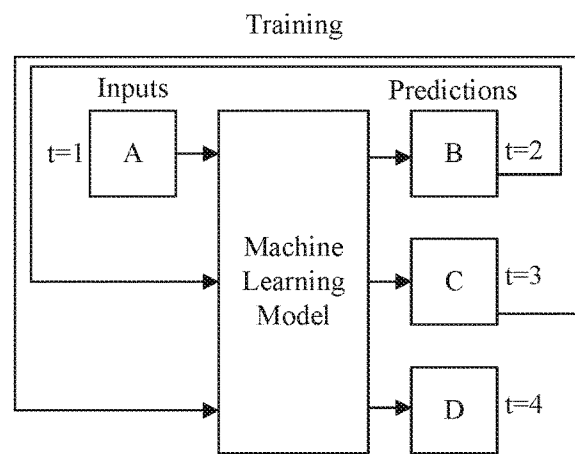 Training
Inputs
Predictions
t=1
A
B
t=2
Machine
Learning
Model
C
t=3
D
t=4